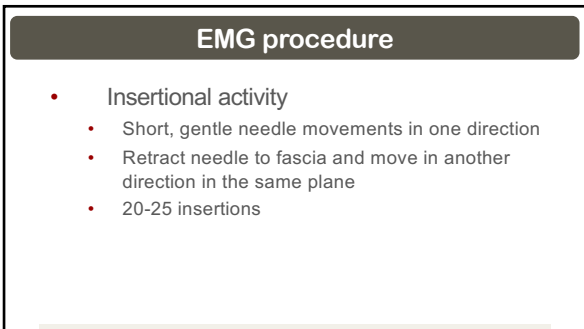 EMG procedure
• Insertional activity
• Short, gentle needle movements in one direction
• Retract needle to fascia and move in another
direction in the same plane
• 20-25 insertions